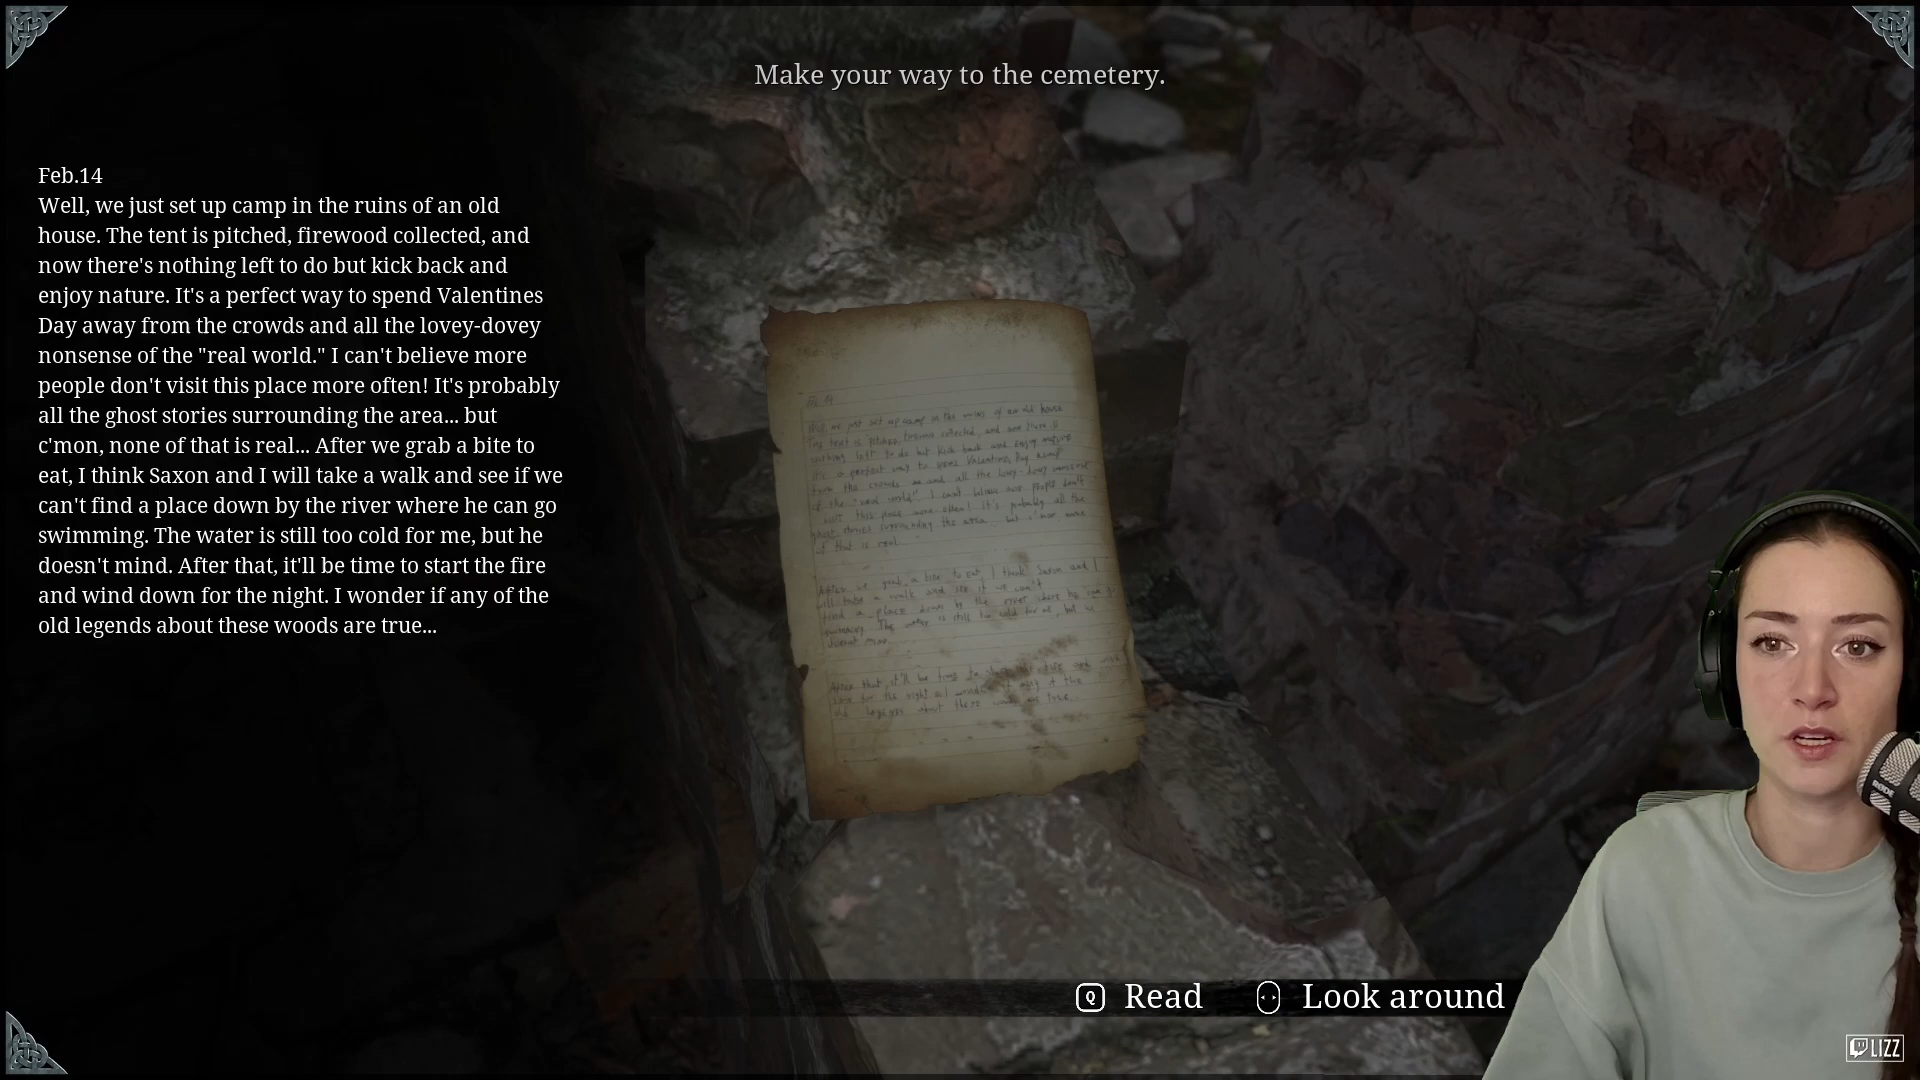 Make your way to the cemetery.
Feb.14
Well, we just set up camp in the ruins of an old
house. The tent is pitched, firewood collected, and
now there's nothing left to do but kick back and
enjoy nature. It's a perfect way to spend Valentines
Day away from the crowds and all the lovey-dovey
nonsense of the "real world." I can't believe more
people don't visit this place more often! It's probably
all the ghost stories surrounding the area... but
c'mon, none of that is real... After we grab a bite to
eat, I think Saxon and I will take a walk and see if we
can't find a place down by the river where he can go
swimming. The water is still too cold for me, but he
doesn't mind. After that, it'll be time to start the fire
and wind down for the night. I wonder if any of the
old legends about these woods are true...
Q Read
Look around
RODE
LIZZ